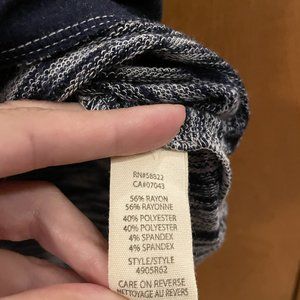 RN#58822
CA#07043
56% RAYON
56% RAYONNE
40% POLYESTER
40% POLYESTER
4% SPANDEX
4% SPANDEX
STYLE/STYLE
4905R62
CARE ON REVERSE
NETTOYAGE AU REVERS